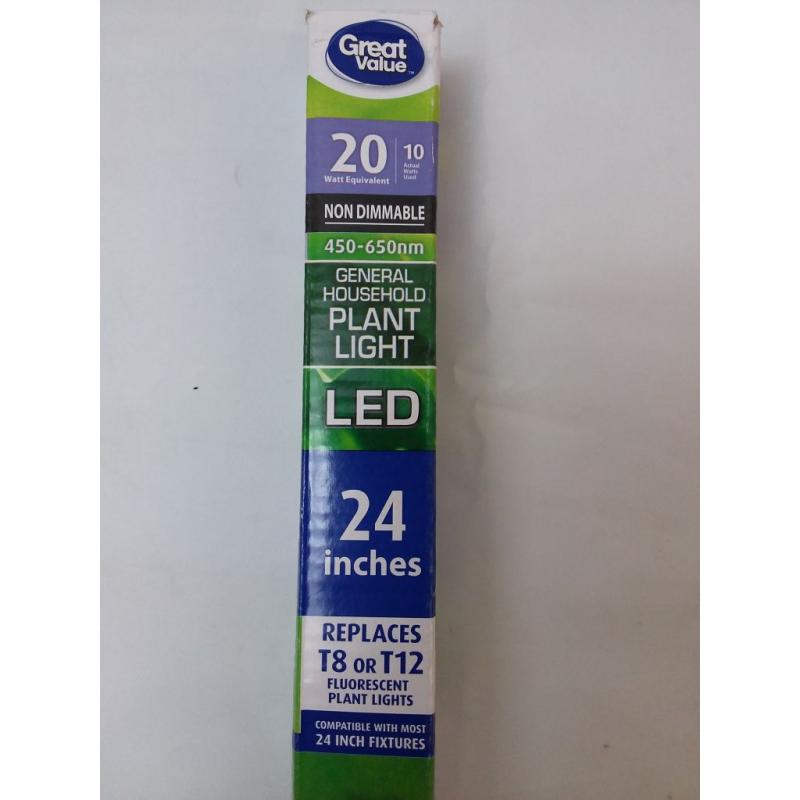 Great
Value™
20
Watt Equivalent
10
Actual
Watts
Used
NON DIMMABLE
450-650nm
GENERAL
HOUSEHOLD
PLANT
LIGHT
LED
24
inches
REPLACES
T8 OR T12
FLUORESCENT
PLANT LIGHTS
COMPATIBLE WITH MOST
24 INCH FIXTURES